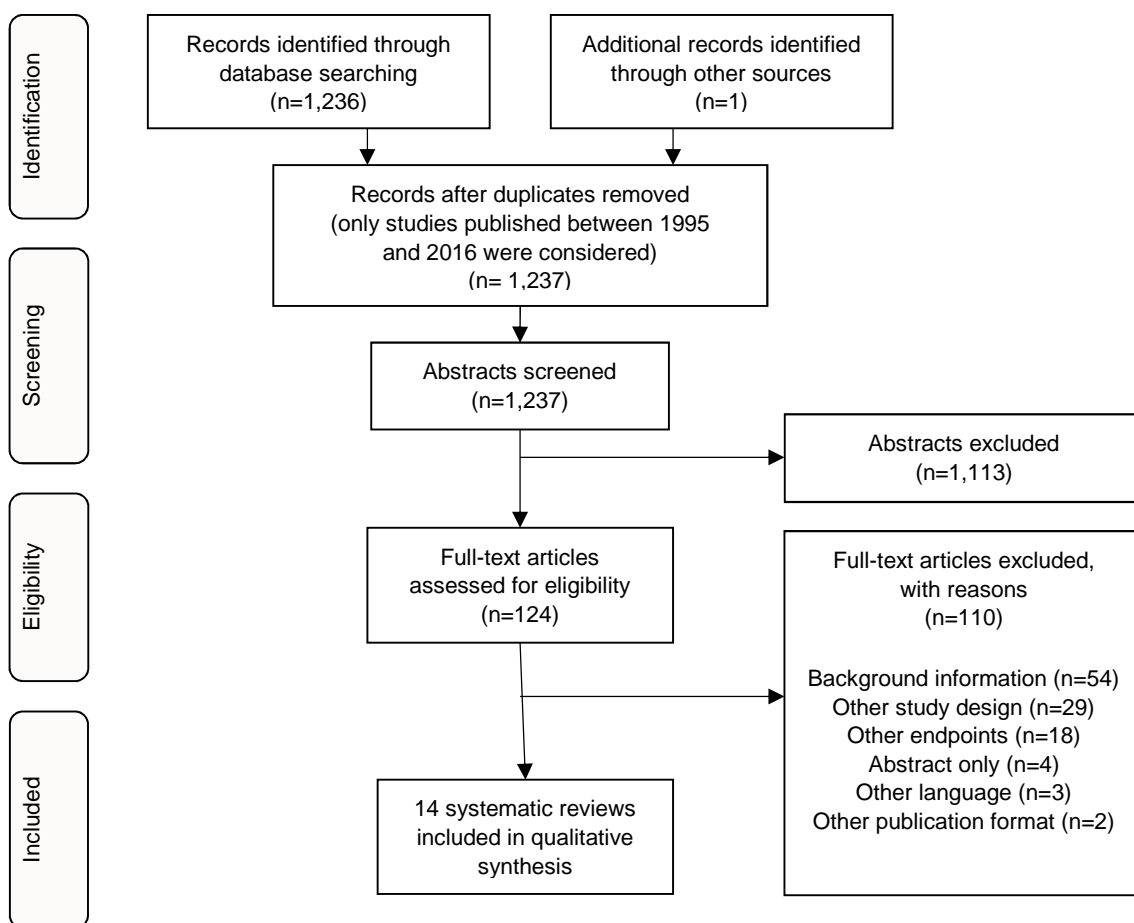 Identification
Records identified through
database searching
(n=1,236)
Additional records identified
through other sources
(n=1)
Records after duplicates removed
(only studies published between 1995
and 2016 were considered)
(n= 1,237)
Screening
Abstracts screened
(n=1,237)
Abstracts excluded
(n=1,113)
Eligibility
Full-text articles
assessed for eligibility
(n=124)
Full-text articles excluded,
with reasons
(n=110)
Background information (n=54)
Other study design (n=29)
Other endpoints (n=18)
Abstract only (n=4)
Other language (n=3)
Other publication format (n=2)
Included
14 systematic reviews
included in qualitative
synthesis